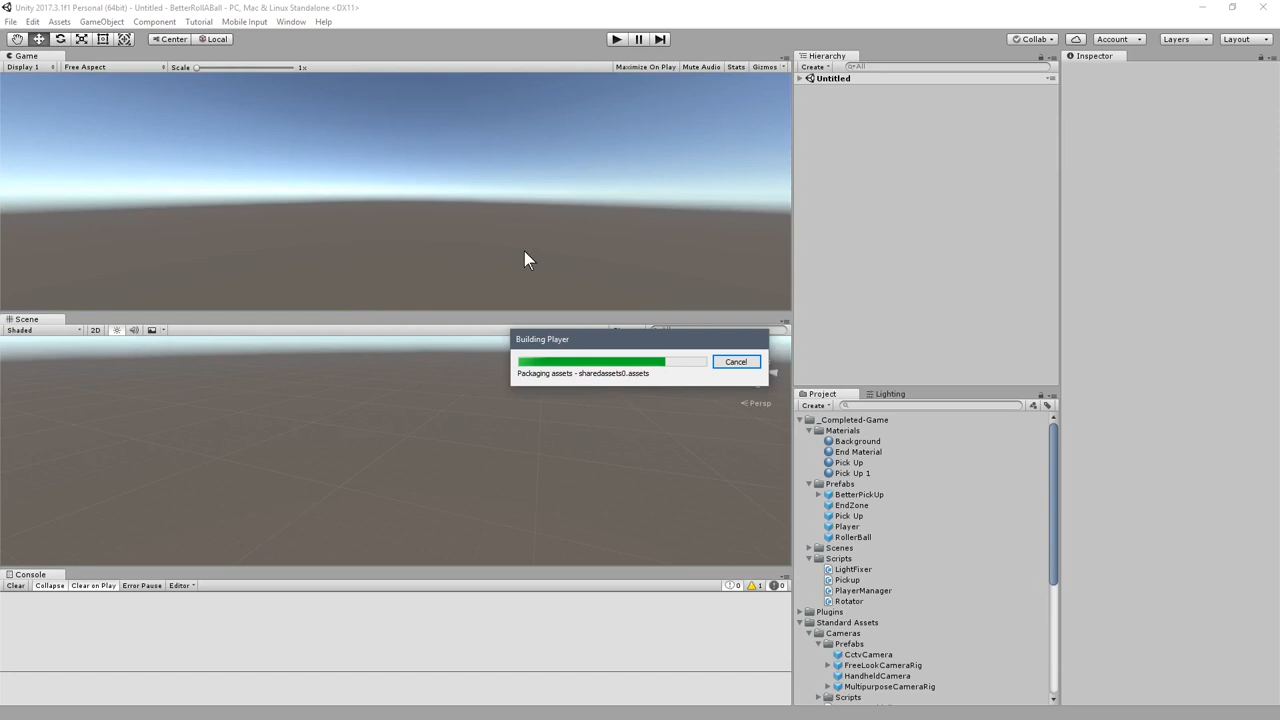 Unity 2017.3.1f1 Personal (64bit) - Untitled - BetterRollABall - PC, Mac & Linux Standalone <DX11>
File Edit Assets GameObject Component Tutorial Mobile Input Window Help
Center Local Collab Account Layers Layout
Game
Display 1 Free Aspect Scale 1x Maximize On Play Mute Audio Stats Gizmos
Hierarchy
Create All
Untitled
Inspector
Scene
Shaded 2D
Building Player
Cancel
Packaging assets - sharedassets0.assets
Persp
Project Lighting
Create
_Completed-Game
Materials
Background
End Material
Pick Up
Pick Up 1
Prefabs
BetterPickUp
EndZone
Pick Up
Player
RollerBall
Scenes
Scripts
LightFixer
Pickup
PlayerManager
Rotator
Plugins
Standard Assets
Cameras
Prefabs
CctvCamera
FreeLookCameraRig
HandheldCamera
MultipurposeCameraRig
Scripts
Console
Clear Collapse Clear on Play Error Pause Editor 0 1 0